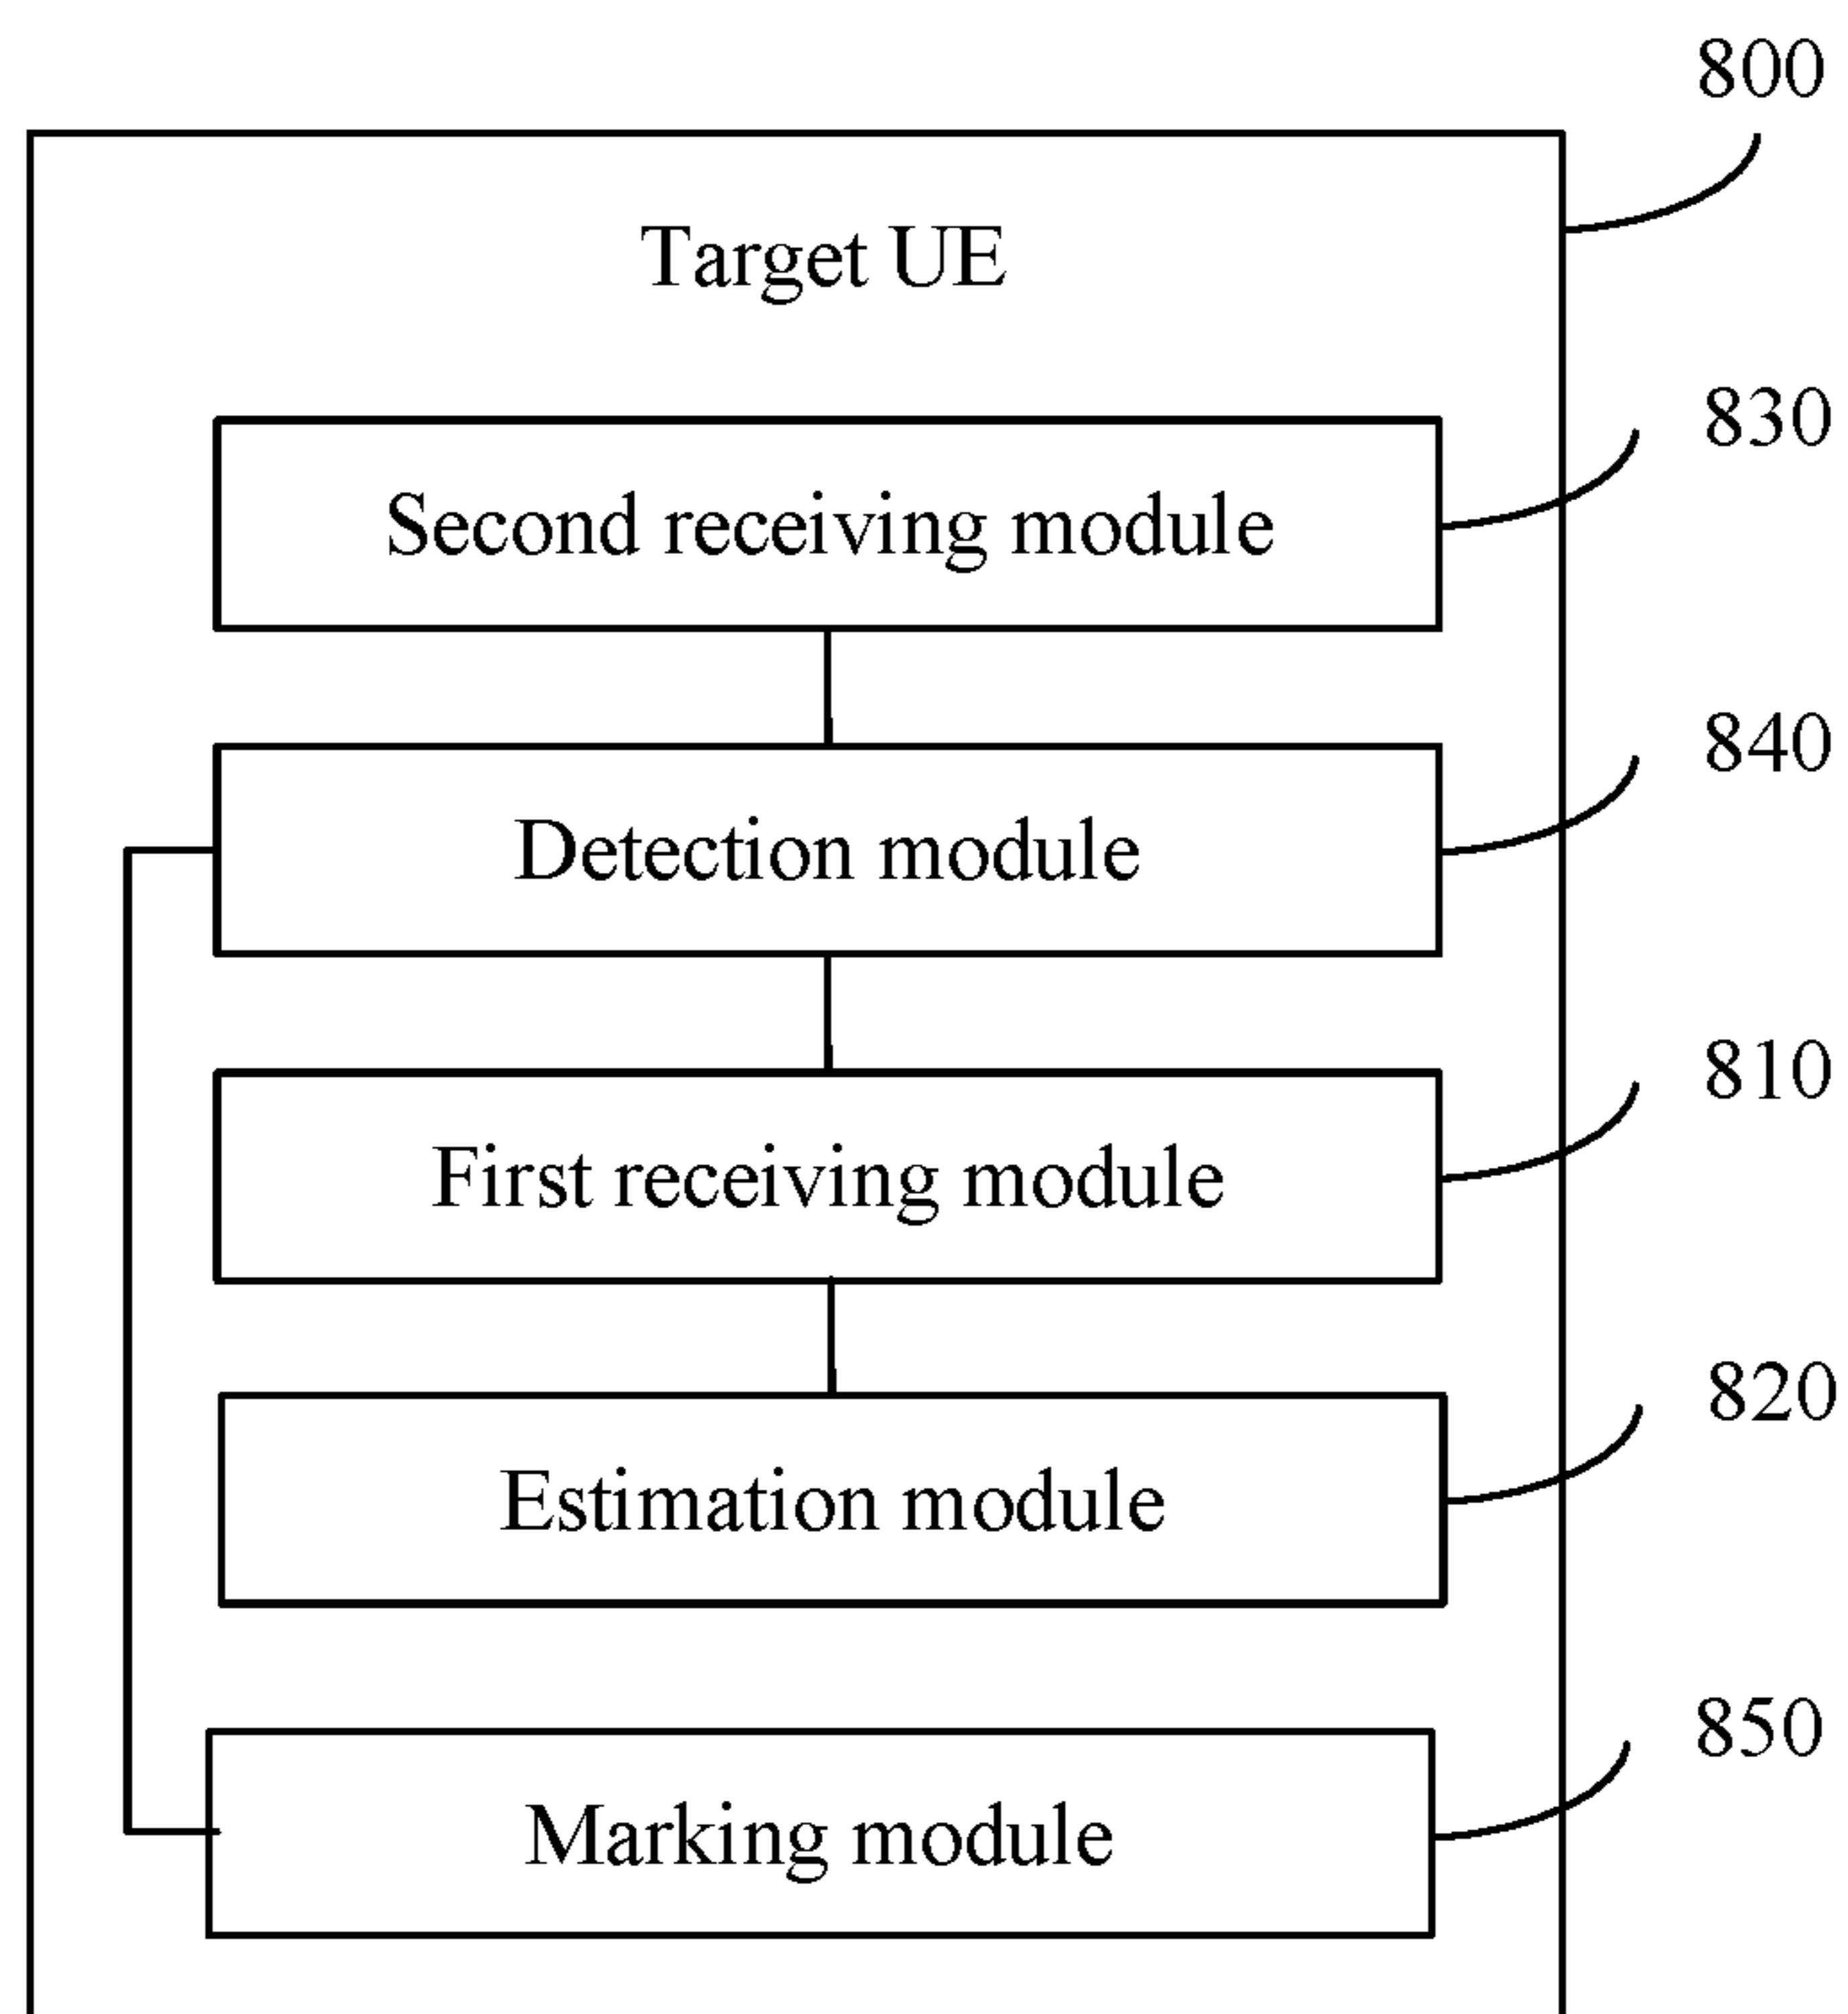 800
Target UE
830
Second receiving module
840
Detection module
810
First receiving module
820
Estimation module
850
Marking module